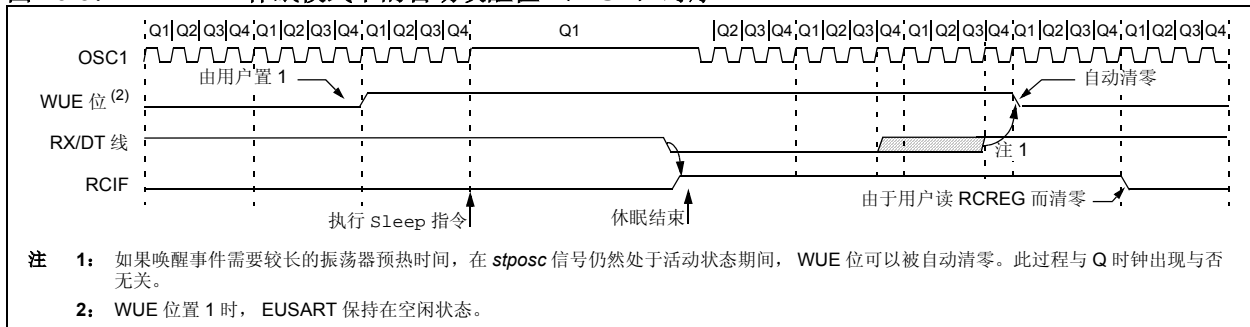 Q1 Q2 Q3 Q4 Q1 Q2 Q3 Q4 Q1 Q2 Q3 Q4 Q1 Q2 Q3 Q4 Q1 Q2 Q3 Q4 Q1 Q2 Q3 Q4 Q1 Q2 Q3 Q4 Q1 Q2 Q3 Q4
OSC1
由用户置 1
自动清零
WUE 位 (2)
RX/DT 线
注 1
RCIF
由于用户读 RCREG 而清零
执行 Sleep 指令
休眠结束
注 1: 如果唤醒事件需要较长的振荡器预热时间，在 stposc 信号仍然处于活动状态期间， WUE 位可以被自动清零。此过程与 Q 时钟出现与否
无关。
2: WUE 位置 1 时， EUSART 保持在空闲状态。